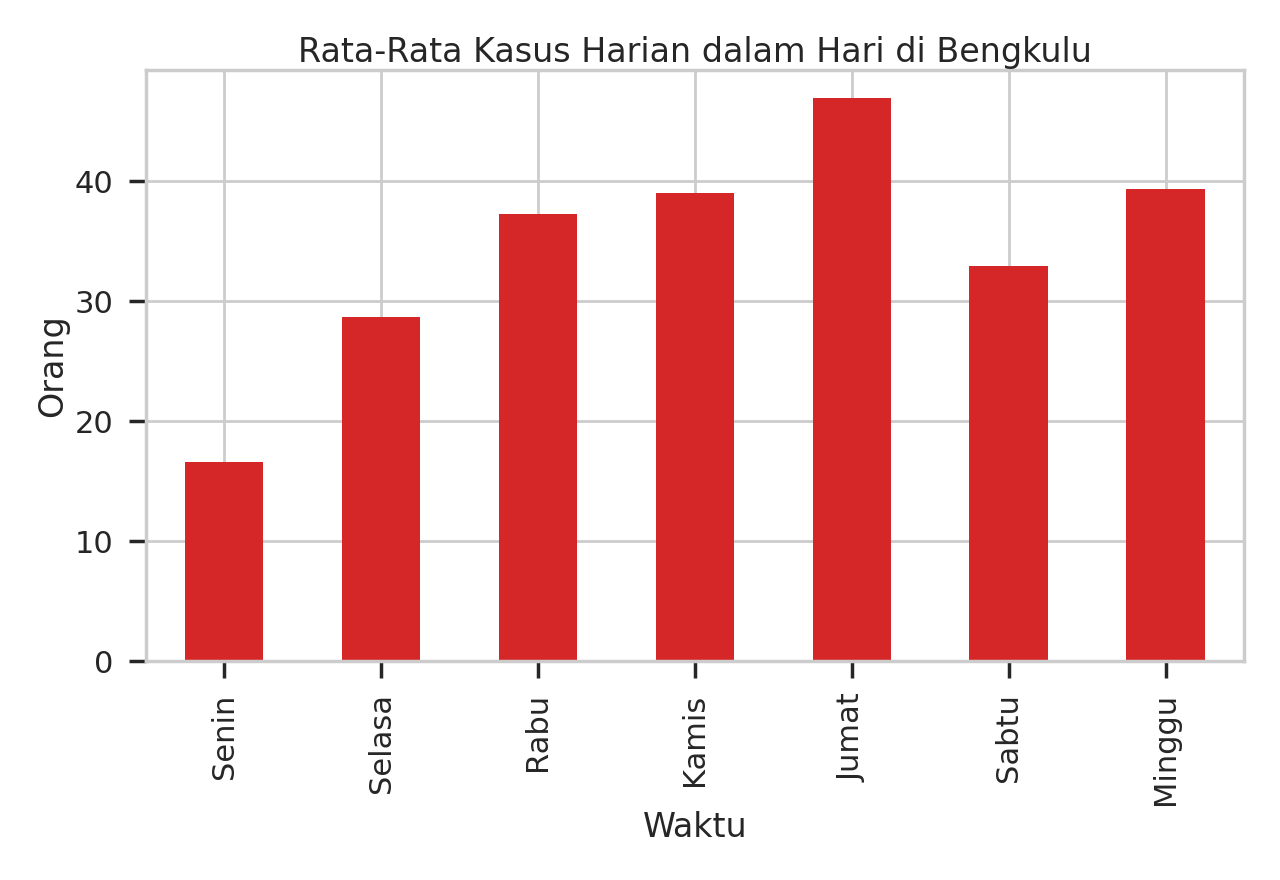 Rata-Rata Kasus Harian dalam Hari di Bengkulu
Orang
40
30
20
10
0
Senin
Selasa
Rabu
Kamis
Jumat
Sabtu
Minggu
Waktu